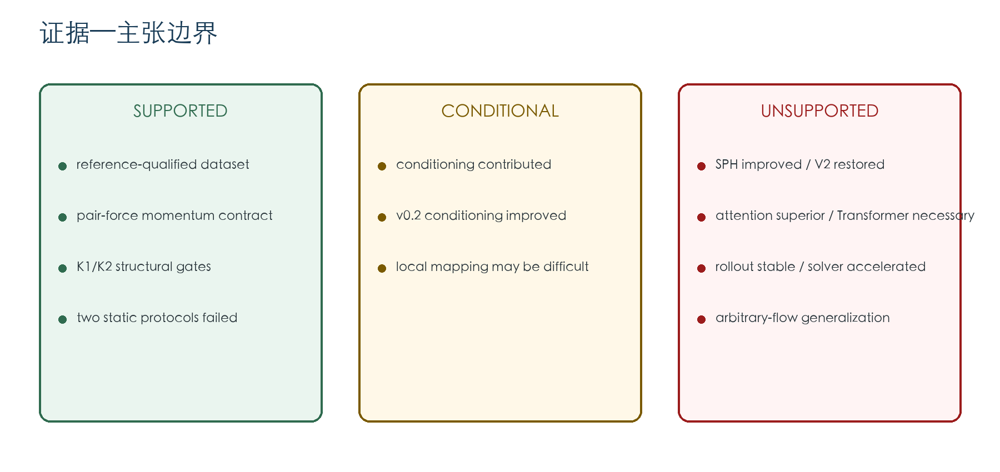 证据—主张边界
SUPPORTED
reference-qualified dataset
pair-force momentum contract
K1/K2 structural gates
two static protocols failed
CONDITIONAL
conditioning contributed
v0.2 conditioning improved
local mapping may be difficult
UNSUPPORTED
SPH improved / V2 restored
attention superior / Transformer necessary
rollout stable / solver accelerated
arbitrary-flow generalization